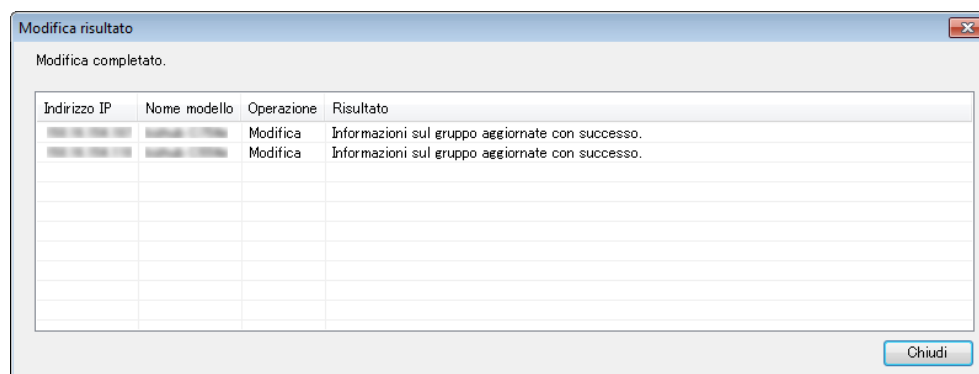 Modifica risultato
Modifica completato.
Indirizzo IP Nome modello Operazione Risultato
Modifica Informazioni sul gruppo aggiornate con successo.
Modifica Informazioni sul gruppo aggiornate con successo.
Chiudi